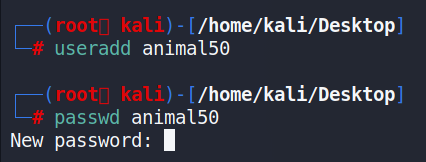 ┌──(root㉿ kali)-[/home/kali/Desktop]
└─# useradd animal50
┌──(root㉿ kali)-[/home/kali/Desktop]
└─# passwd animal50
New password: